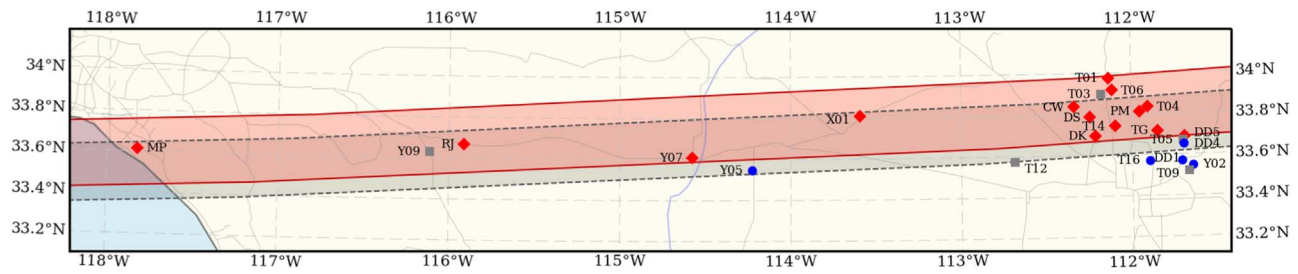 118°W 117°W 116°W 115°W 114°W 113°W 112°W
34°N 34°N
T01
T03 T06
33.8°N CW PM T04 33.8°N
X01 DS
T14 TG DD5
33.6°N MP RJ DK T05 DD4 33.6°N
Y09 Y07 T16 DD1 Y02
Y05 T12 T09
33.4°N 33.4°N
33.2°N 33.2°N
118°W 117°W 116°W 115°W 114°W 113°W 112°W